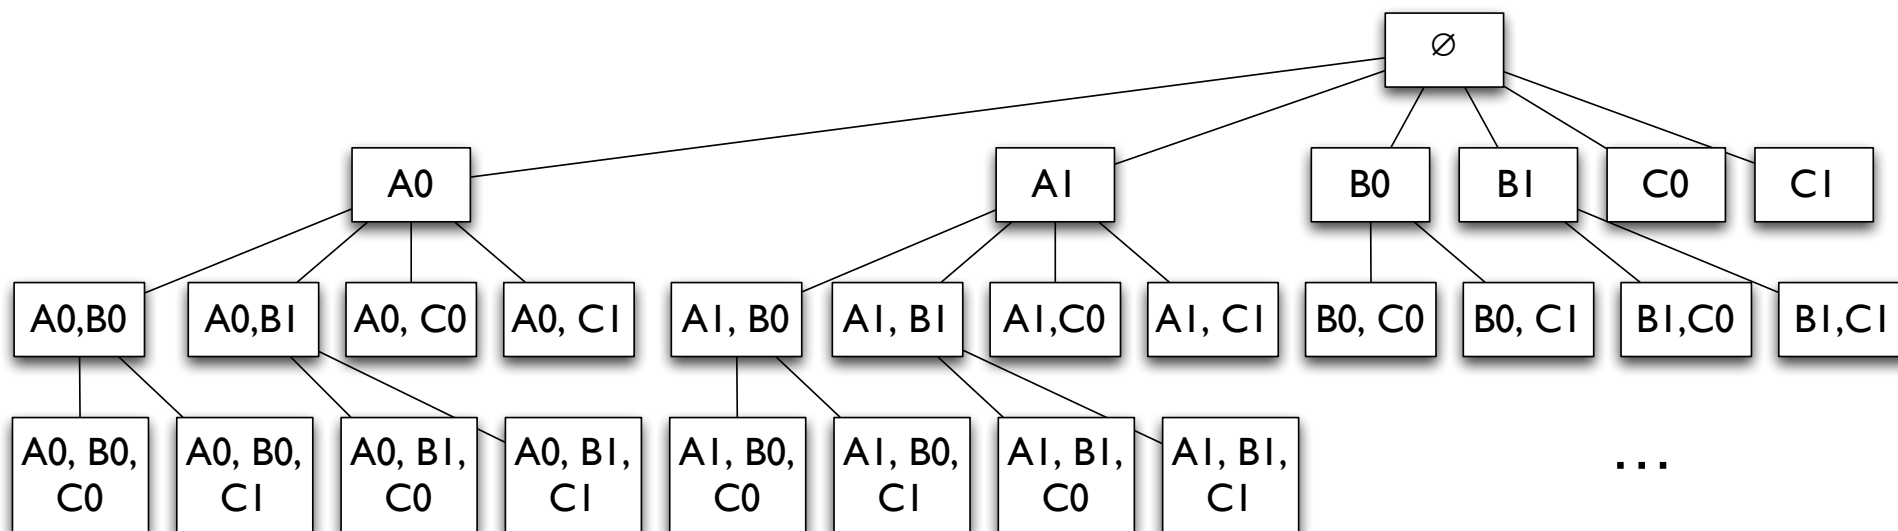 ∅
A0
A1
B0
B1
C0
C1
A0,B0
A0,B1
A0, C0
A0, C1
A1, B0
A1, B1
A1,C0
A1, C1
B0, C0
B0, C1
B1,C0
B1,C1
A0, B0,
C0
A0, B0,
C1
A0, B1,
C0
A0, B1,
C1
A1, B0,
C0
A1, B0,
C1
A1, B1,
C0
A1, B1,
C1
...